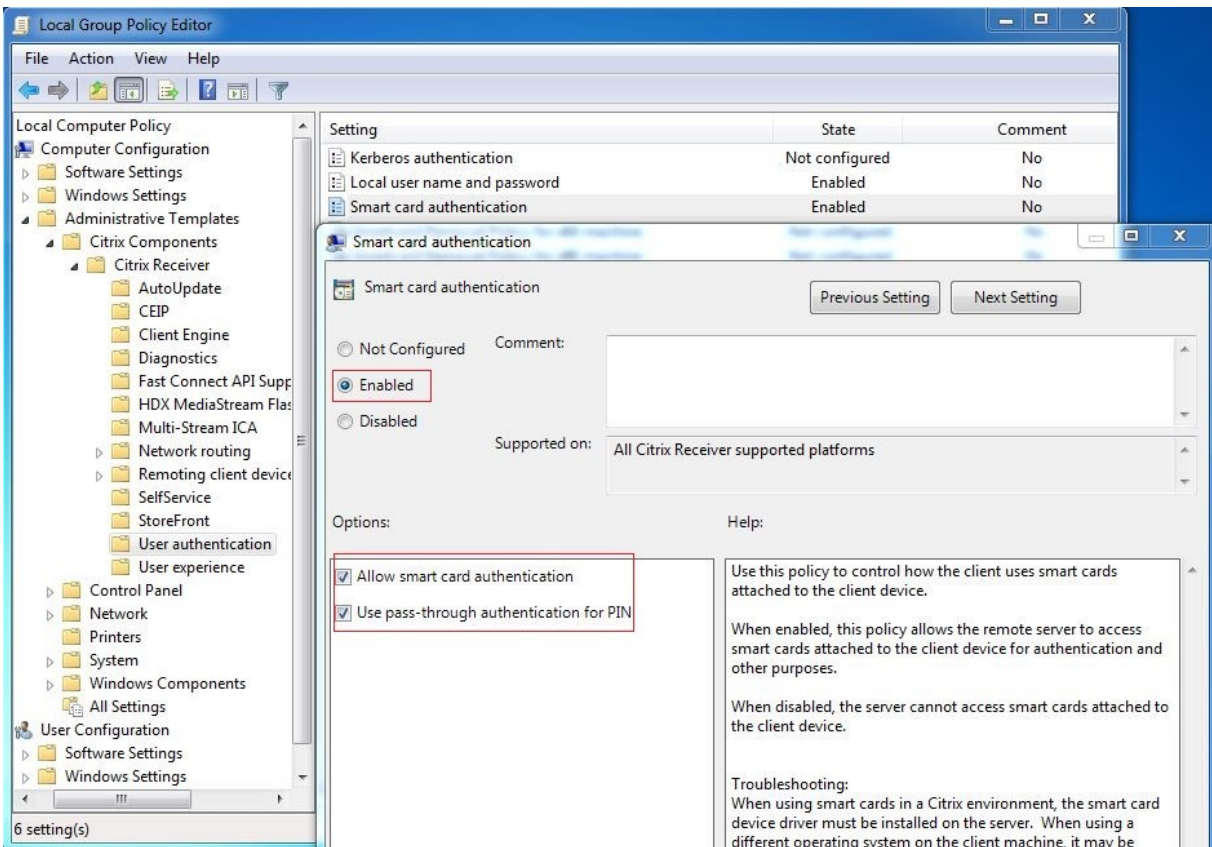 Local Group Policy Editor
File Action View Help
Local Computer Policy
Computer Configuration
Software Settings
Windows Settings
Administrative Templates
Citrix Components
Citrix Receiver
AutoUpdate
CEIP
Client Engine
Diagnostics
Fast Connect API Supp
HDX MediaStream Flas
Multi-Stream ICA
Network routing
Remoting client device
SelfService
StoreFront
User authentication
User experience
Control Panel
Network
Printers
System
Windows Components
All Settings
User Configuration
Software Settings
Windows Settings
6 setting(s)
Setting State Comment
Kerberos authentication Not configured No
Local user name and password Enabled No
Smart card authentication Enabled No
Smart card authentication
Smart card authentication
Previous Setting Next Setting
Not Configured
Enabled
Disabled
Comment:
Supported on: All Citrix Receiver supported platforms
Options:
Allow smart card authentication
Use pass-through authentication for PIN
Help:
Use this policy to control how the client uses smart cards
attached to the client device.
When enabled, this policy allows the remote server to access
smart cards attached to the client device for authentication and
other purposes.
When disabled, the server cannot access smart cards attached to
the client device.
Troubleshooting:
When using smart cards in a Citrix environment, the smart card
device driver must be installed on the server. When using a
different operating system on the client machine, it may be